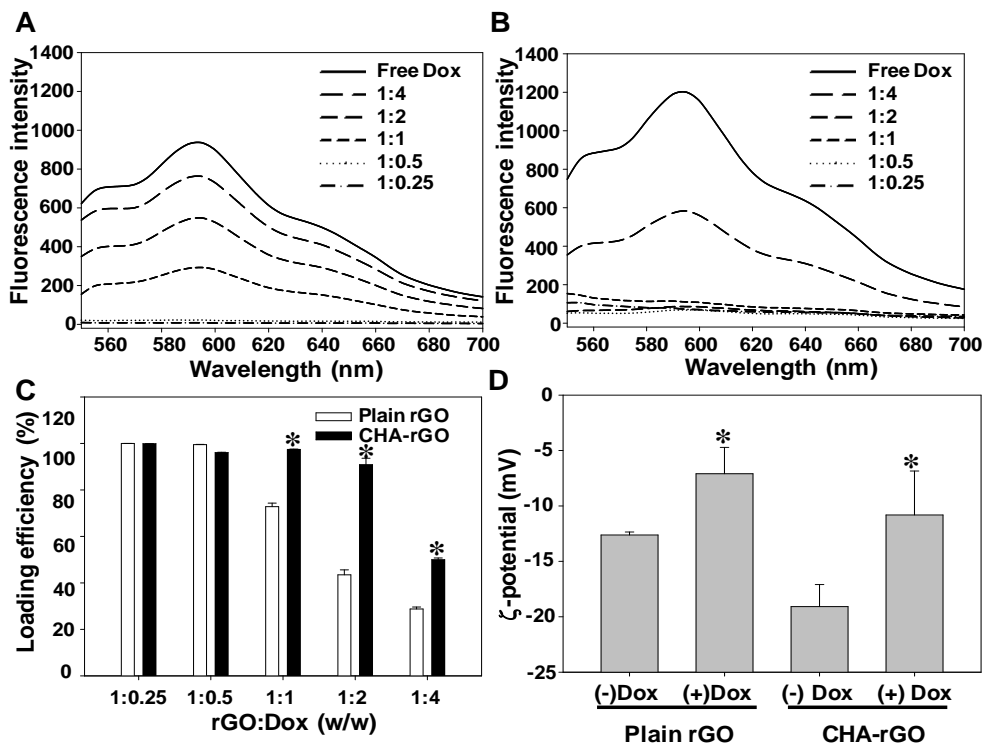 A
Fluorescence intensity
1400
1200
1000
800
600
400
200
0
560 580 600 620 640 660 680 700
Wavelength (nm)
Free Dox
1:4
1:2
1:1
1:0.5
1:0.25
B
Fluorescence intensity
1400
1200
1000
800
600
400
200
0
560 580 600 620 640 660 680 700
Wavelength (nm)
Free Dox
1:4
1:2
1:1
1:0.5
1:0.25
C
Loading efficiency (%)
120
100
80
60
40
20
0
Plain rGO
CHA-rGO
* * *
1:0.25 1:0.5 1:1 1:2 1:4
rGO:Dox (w/w)
D
ζ-potential (mV)
0
-5
-10
-15
-20
-25
* *
(-)Dox (+)Dox (-) Dox (+) Dox
Plain rGO CHA-rGO